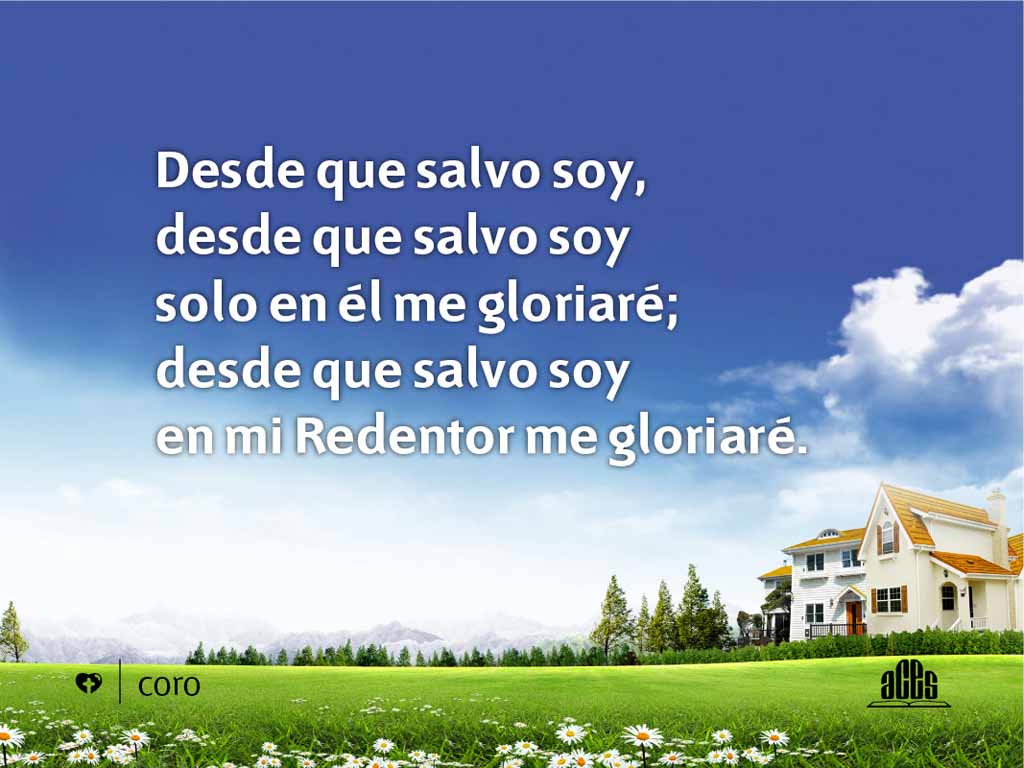 Desde que salvo soy,
desde que salvo soy
solo en él me gloriaré;
desde que salvo soy
en mi Redentor me gloriaré.
coro
aces